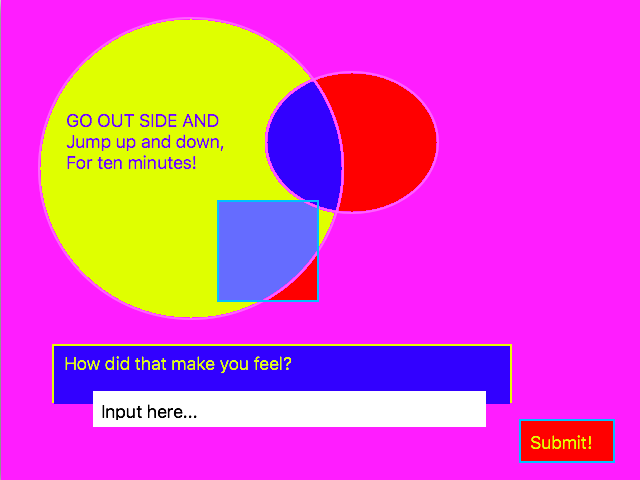 GO OUT SIDE AND
Jump up and down,
For ten minutes!
How did that make you feel?
Input here...
Submit!